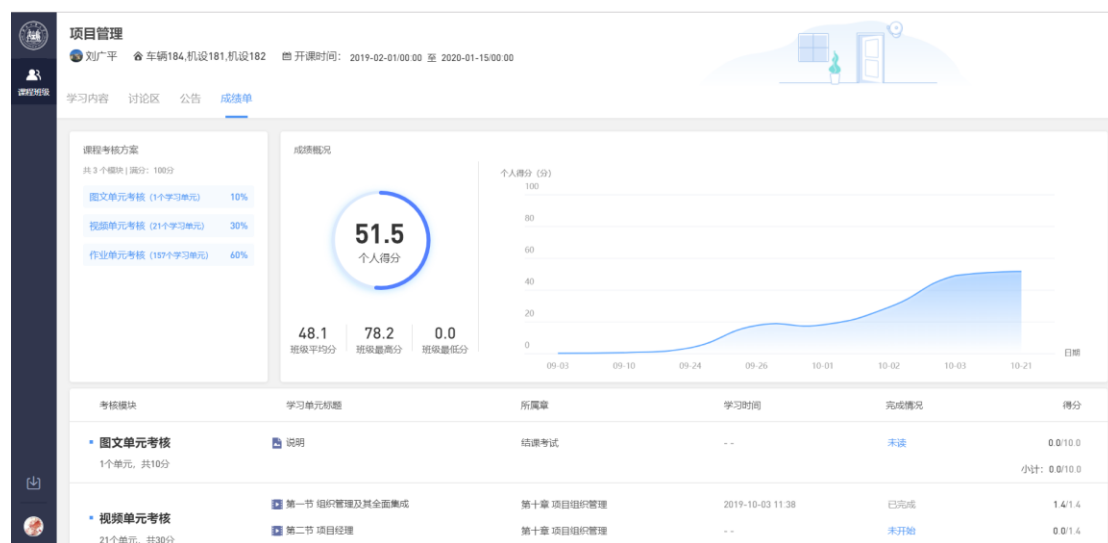 项目管理
刘广平 车辆184,机设181,机设182 开课时间: 2019-02-01/00:00 至 2020-01-15/00:00
课程班级
学习内容 讨论区 公告 成绩单
课程考核方案
共 3 个模块 | 满分: 100分
图文单元考核 (1个学习单元) 10%
视频单元考核 (21个学习单元) 30%
作业单元考核 (157个学习单元) 60%
成绩概况
51.5
个人得分
48.1 78.2 0.0
班级平均分 班级最高分 班级最低分
个人得分 (分)
100
80
60
40
20
0
日期
09-03 09-10 09-24 09-26 10-01 10-02 10-03 10-21
考核模块 学习单元标题 所属章 学习时间 完成情况 得分
图文单元考核 说明 结课考试 - - 未读 0.0/10.0
1个单元, 共10分
小计: 0.0/10.0
第一节 组织管理及其全面集成 第十章 项目组织管理 2019-10-03 11:38 已完成 1.4/1.4
视频单元考核
第二节 项目经理 第十章 项目组织管理 - - 未开始 0.0/1.4
21个单元, 共30分